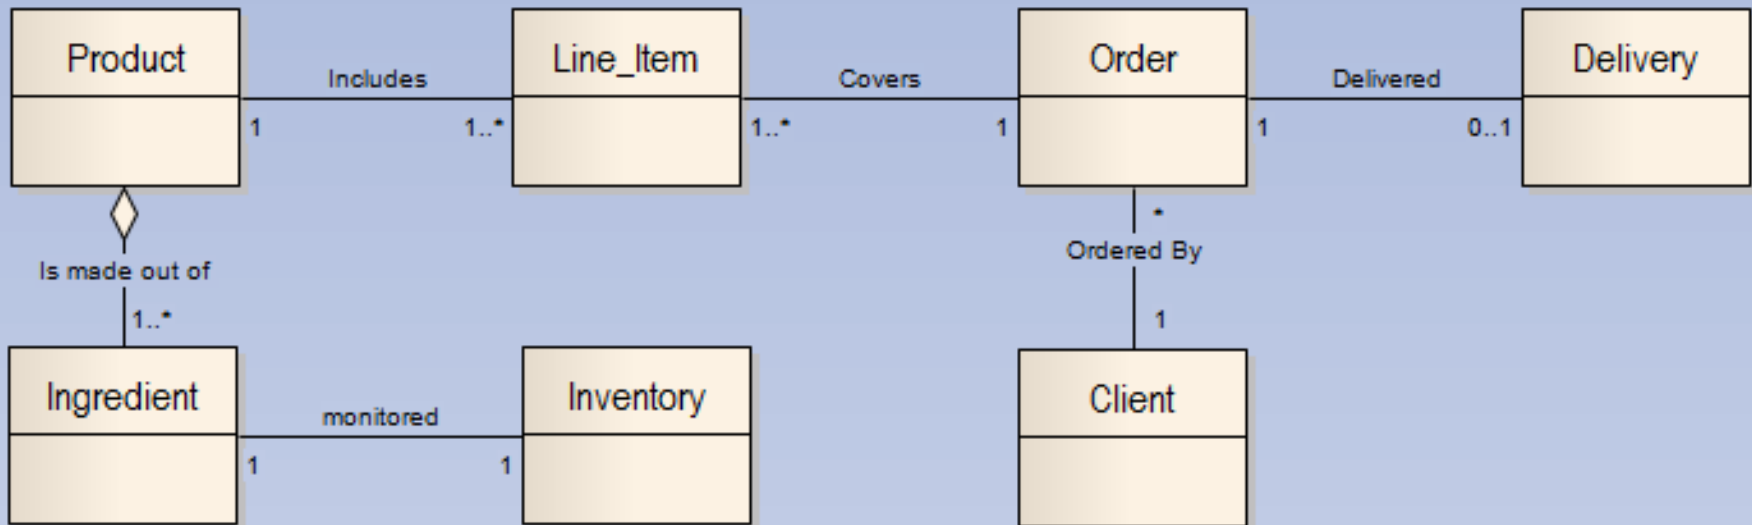 Product
Line_Item
Order
Delivery
Includes
Covers
Delivered
1
1..*
1..*
1
1
0..1
*
Ordered By
1
Is made out of
1..*
Ingredient
Inventory
Client
monitored
1
1